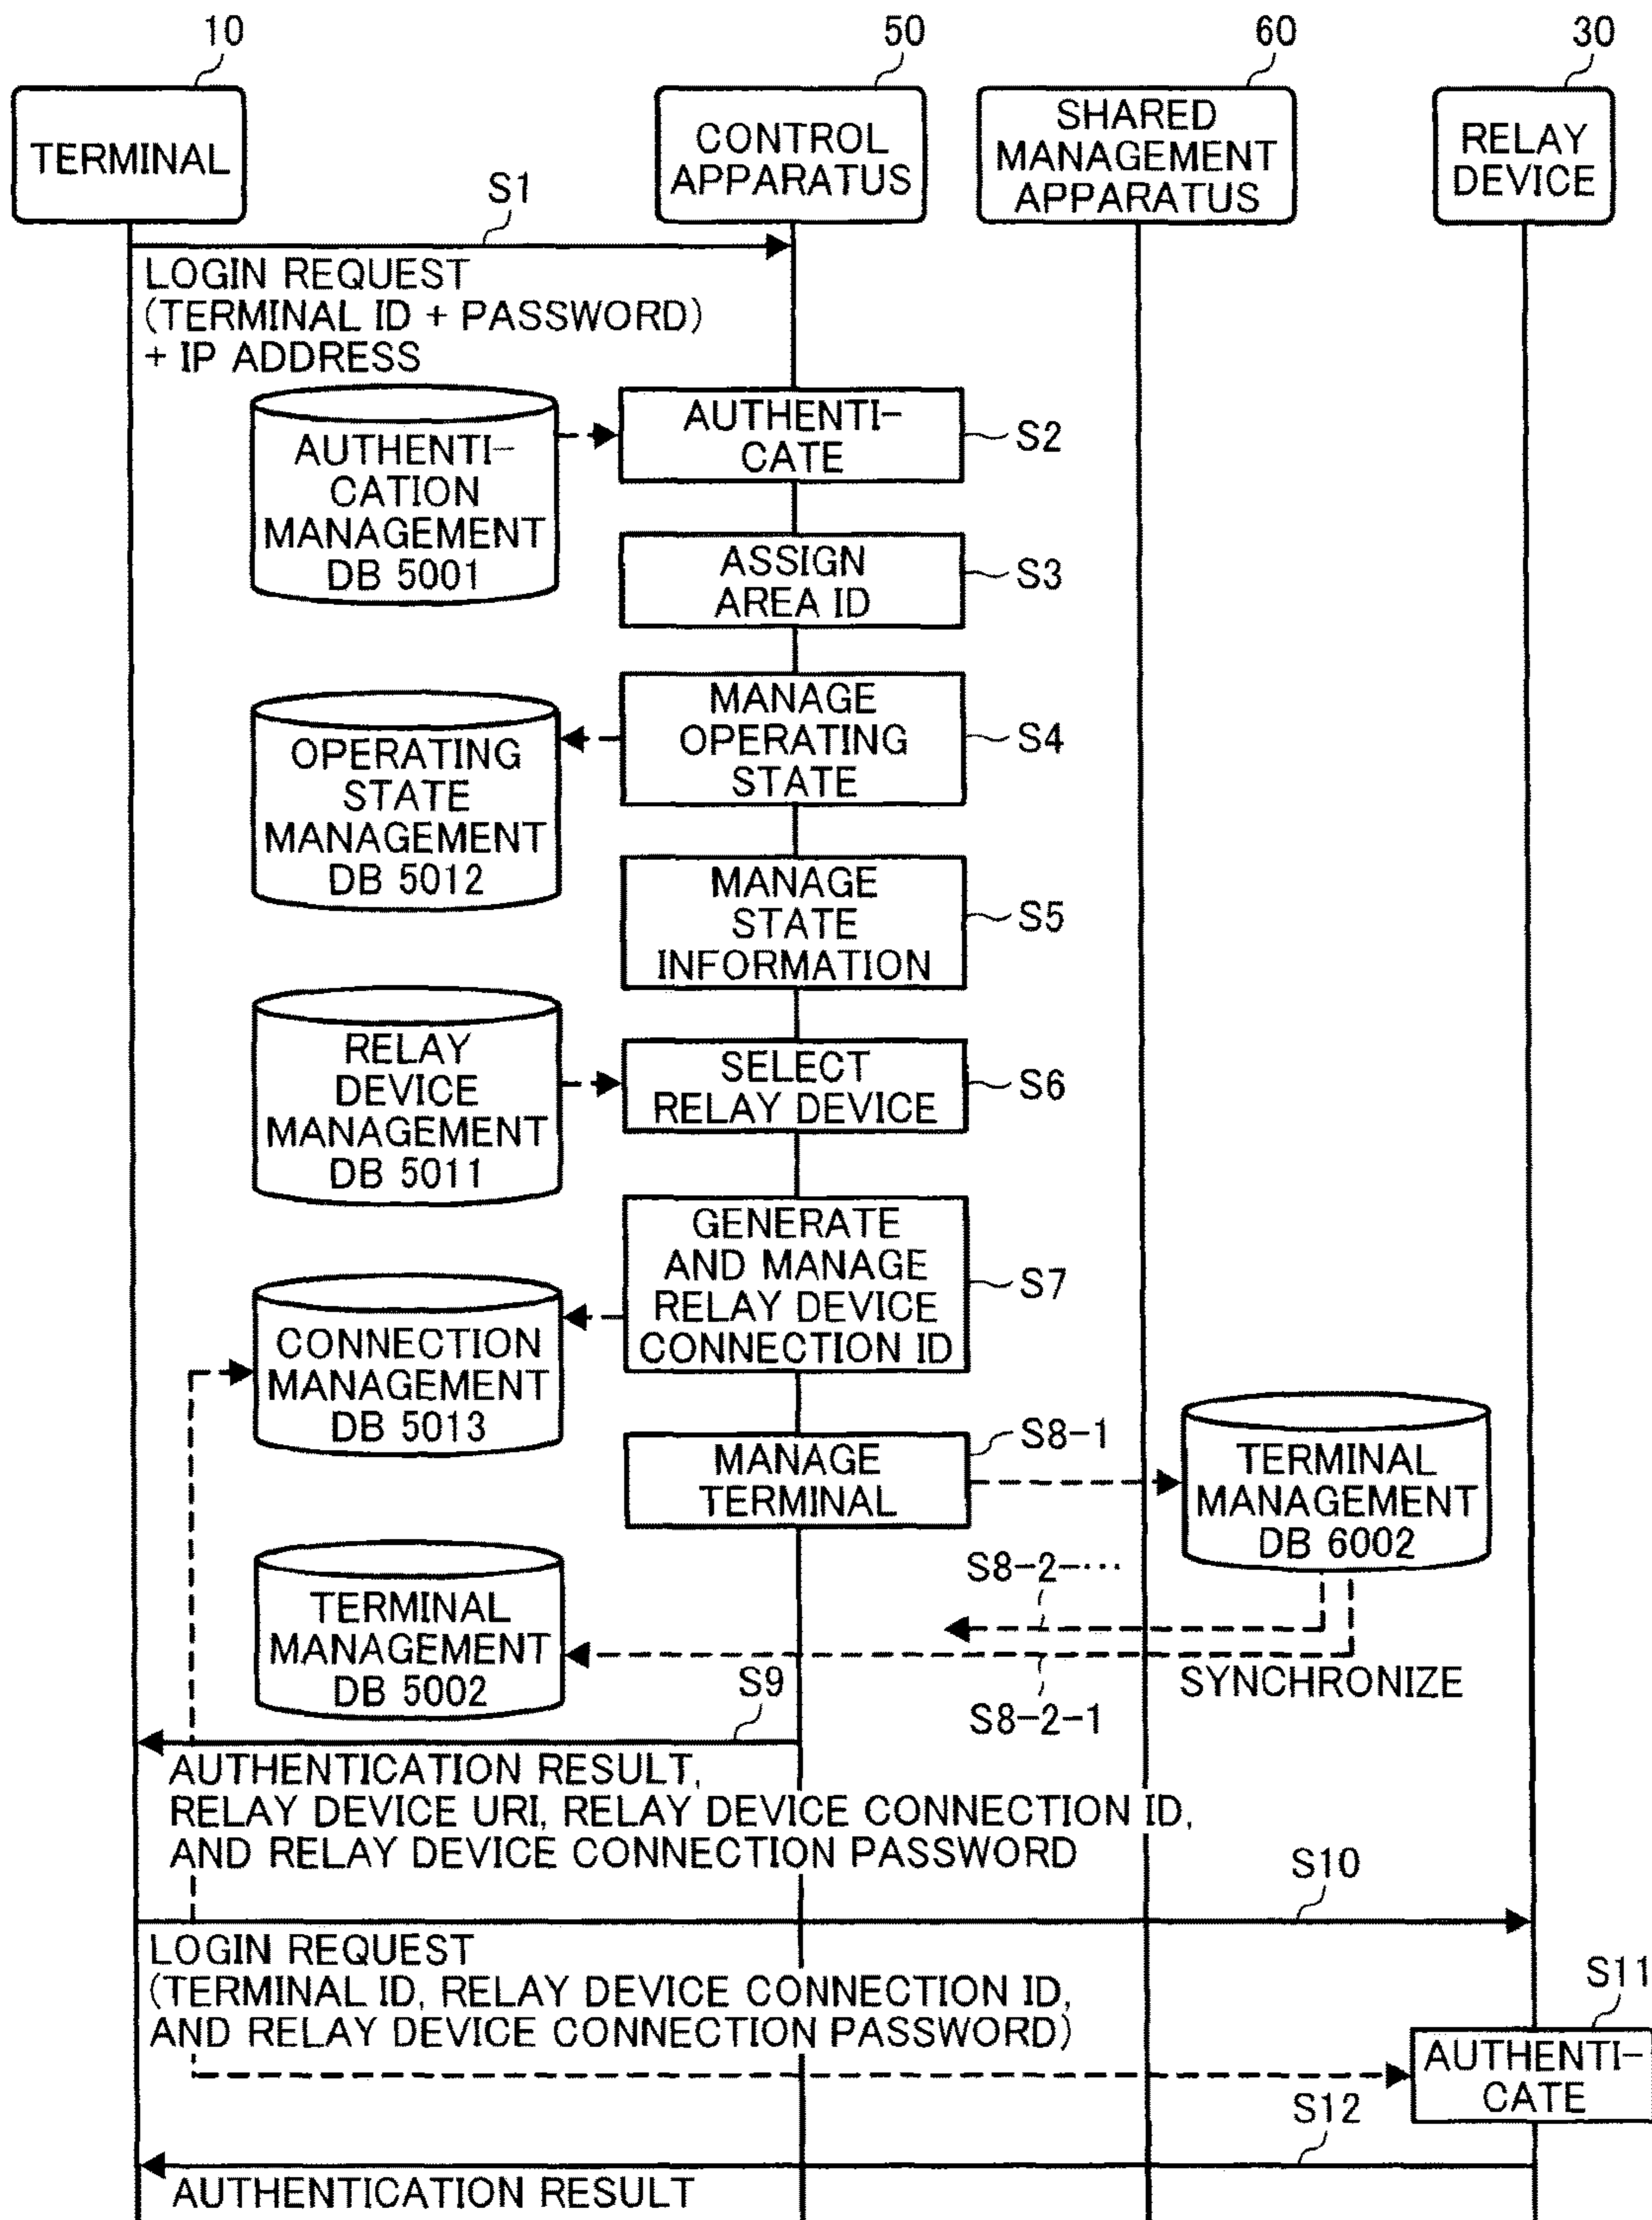 10
50
60
30
TERMINAL
CONTROL
APPARATUS
SHARED
MANAGEMENT
APPARATUS
RELAY
DEVICE
S1
LOGIN REQUEST
(TERMINAL ID + PASSWORD)
+ IP ADDRESS
AUTHENTI-
CATION
MANAGEMENT
DB 5001
AUTHENTI-
CATE
S2
ASSIGN
AREA ID
S3
MANAGE
OPERATING
STATE
S4
OPERATING
STATE
MANAGEMENT
DB 5012
MANAGE
STATE
INFORMATION
S5
RELAY
DEVICE
MANAGEMENT
DB 5011
SELECT
RELAY DEVICE
S6
GENERATE
AND MANAGE
RELAY DEVICE
CONNECTION ID
S7
CONNECTION
MANAGEMENT
DB 5013
MANAGE
TERMINAL
S8-1
TERMINAL
MANAGEMENT
DB 6002
S8-2-···
TERMINAL
MANAGEMENT
DB 5002
SYNCHRONIZE
S8-2-1
S9
AUTHENTICATION RESULT,
RELAY DEVICE URI, RELAY DEVICE CONNECTION ID,
AND RELAY DEVICE CONNECTION PASSWORD
S10
LOGIN REQUEST
(TERMINAL ID, RELAY DEVICE CONNECTION ID,
AND RELAY DEVICE CONNECTION PASSWORD)
S11
AUTHENTI-
CATE
S12
AUTHENTICATION RESULT